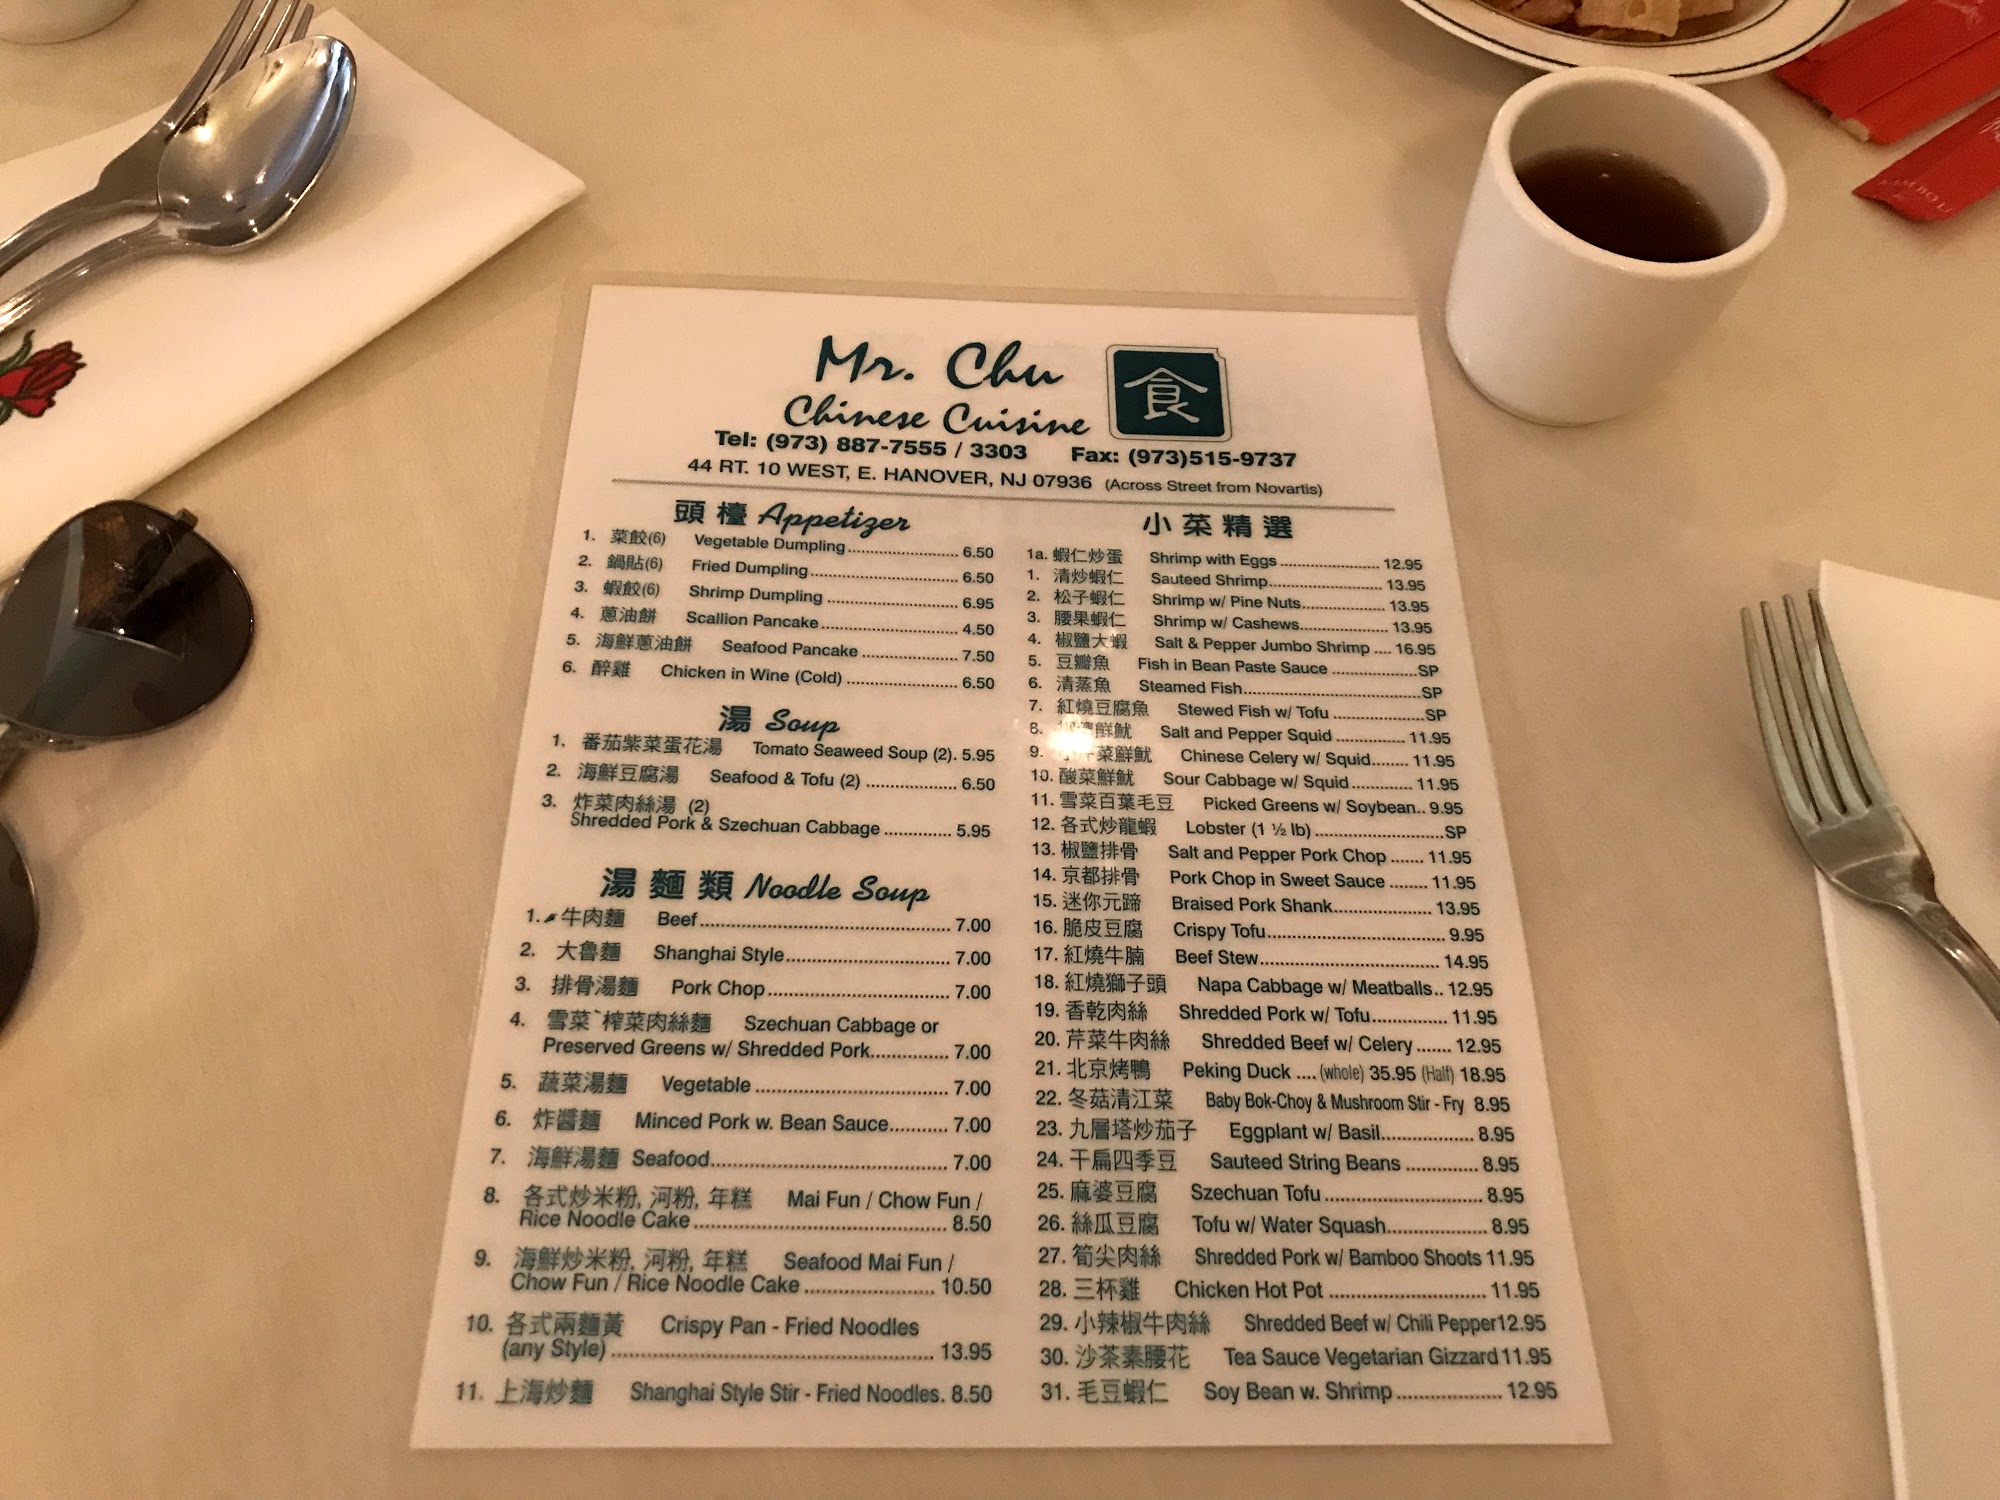 Mr. Chu
Chinese Cuisine
食
Tel: (973) 887-7555 / 3303 Fax: (973)515-9737
44 RT. 10 WEST, E. HANOVER, NJ 07936 (Across Street from Novartis)
頭檯 Appetizer
1. 菜餃(6) Vegetable Dumpling 6.50
2. 鍋貼(6) Fried Dumpling 6.50
3. 蝦餃(6) Shrimp Dumpling 6.95
4. 蔥油餅 Scallion Pancake 4.50
5. 海鮮蔥油餅 Seafood Pancake 7.50
6. 醉雞 Chicken in Wine (Cold) 6.50
湯 Soup
1. 番茄紫菜蛋花湯 Tomato Seaweed Soup (2). 5.95
2. 海鮮豆腐湯 Seafood & Tofu (2) 6.50
3. 炸菜肉絲湯 (2)
Shredded Pork & Szechuan Cabbage 5.95
湯麵類 Noodle Soup
1. 牛肉麵 Beef 7.00
2. 大魯麵 Shanghai Style 7.00
3. 排骨湯麵 Pork Chop 7.00
4. 雪菜`榨菜肉絲麵 Szechuan Cabbage or
Preserved Greens w/ Shredded Pork 7.00
5. 蔬菜湯麵 Vegetable 7.00
6. 炸醬麵 Minced Pork w. Bean Sauce 7.00
7. 海鮮湯麵 Seafood 7.00
8. 各式炒米粉, 河粉, 年糕 Mai Fun / Chow Fun /
Rice Noodle Cake 8.50
9. 海鮮炒米粉, 河粉, 年糕 Seafood Mai Fun /
Chow Fun / Rice Noodle Cake 10.50
10. 各式兩麵黃 Crispy Pan - Fried Noodles
(any Style) 13.95
11. 上海炒麵 Shanghai Style Stir - Fried Noodles. 8.50
小菜精選
1a. 蝦仁炒蛋 Shrimp with Eggs 12.95
1. 清炒蝦仁 Sauteed Shrimp 13.95
2. 松子蝦仁 Shrimp w/ Pine Nuts 13.95
3. 腰果蝦仁 Shrimp w/ Cashews 13.95
4. 椒鹽大蝦 Salt & Pepper Jumbo Shrimp .... 16.95
5. 豆瓣魚 Fish in Bean Paste Sauce SP
6. 清蒸魚 Steamed Fish SP
7. 紅燒豆腐魚 Stewed Fish w/ Tofu SP
8. 鮮魷 Salt and Pepper Squid 11.95
9. 菜鮮魷 Chinese Celery w/ Squid 11.95
10. 酸菜鮮魷 Sour Cabbage w/ Squid 11.95
11. 雪菜百葉毛豆 Picked Greens w/ Soybean.. 9.95
12. 各式炒龍蝦 Lobster (1 ½ lb) SP
13. 椒鹽排骨 Salt and Pepper Pork Chop 11.95
14. 京都排骨 Pork Chop in Sweet Sauce 11.95
15. 迷你元蹄 Braised Pork Shank 13.95
16. 脆皮豆腐 Crispy Tofu 9.95
17. 紅燒牛腩 Beef Stew 14.95
18. 紅燒獅子頭 Napa Cabbage w/ Meatballs.. 12.95
19. 香乾肉絲 Shredded Pork w/ Tofu 11.95
20. 芹菜牛肉絲 Shredded Beef w/ Celery 12.95
21. 北京烤鴨 Peking Duck .... (whole) 35.95 (Half) 18.95
22. 冬菇清江菜 Baby Bok-Choy & Mushroom Stir - Fry 8.95
23. 九層塔炒茄子 Eggplant w/ Basil 8.95
24. 干扁四季豆 Sauteed String Beans 8.95
25. 麻婆豆腐 Szechuan Tofu 8.95
26. 絲瓜豆腐 Tofu w/ Water Squash 8.95
27. 筍尖肉絲 Shredded Pork w/ Bamboo Shoots 11.95
28. 三杯雞 Chicken Hot Pot 11.95
29. 小辣椒牛肉絲 Shredded Beef w/ Chili Pepper12.95
30. 沙茶素腰花 Tea Sauce Vegetarian Gizzard 11.95
31. 毛豆蝦仁 Soy Bean w. Shrimp 12.95